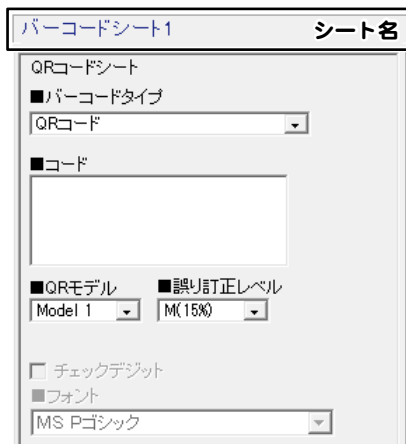 バーコードシート1 シート名
QRコードシート
■バーコードタイプ
QRコード
■コード
■QRモデル ■誤り訂正レベル
Model 1 M(15%)
チェックデジット
■フォント
MS Pゴシック